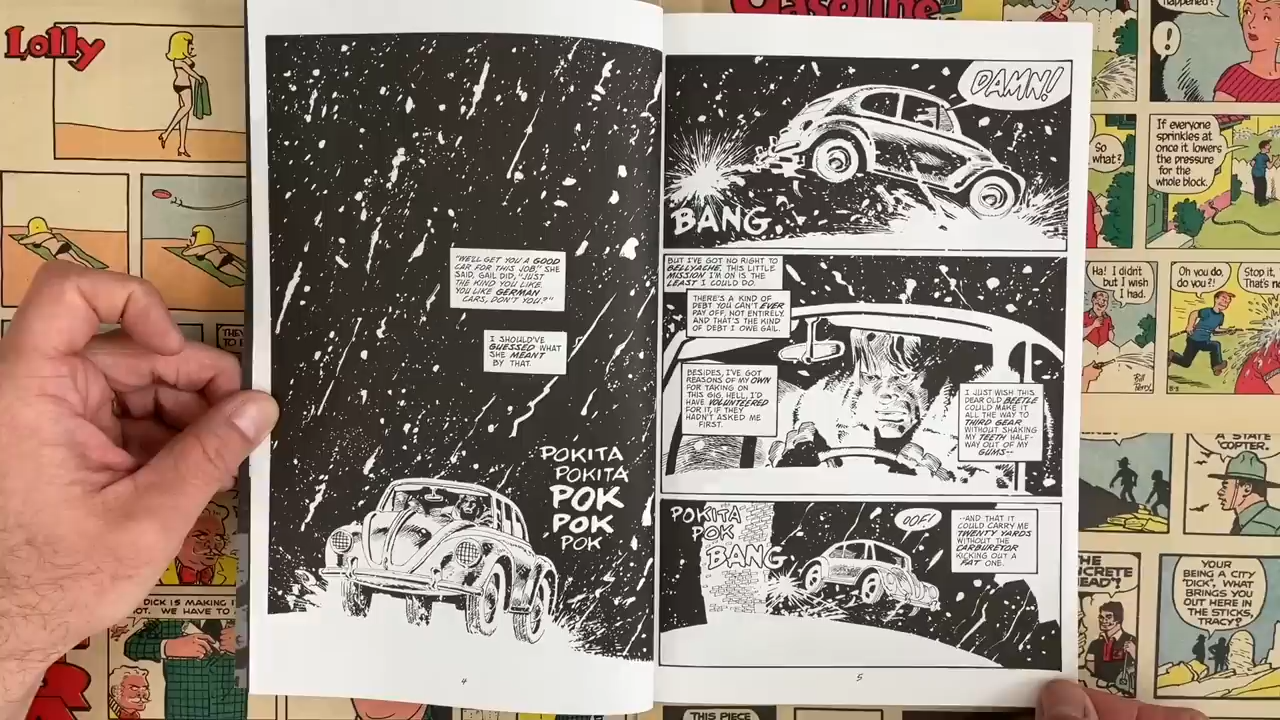 Lolly
Gasoline
happened?
!
So
what?
If everyone
sprinkles at
once it lowers
the pressure
for the
whole block.
Ha! I didn't
but I wish
I had.
Oh you do,
do you?!
Stop it,
That's
A STATE
COPTER.
THE
CONCRETE
HEAD"!
YOUR
BEING A CITY
"DICK", WHAT
BRINGS YOU
OUT HERE IN
THE STICKS,
TRACY?
DICK IS MAKING
WE HAVE TO
THIS PIECE
"WE'LL GET YOU A GOOD
CAR FOR THIS JOB," SHE
SAID, GAIL DID, "JUST
THE KIND YOU LIKE.
YOU LIKE GERMAN
CARS, DON'T YOU?"
I SHOULD'VE
GUESSED WHAT
SHE MEANT
BY THAT.
POKITA
POKITA
POK
POK
POK
4
DAMN!
BANG
BUT I'VE GOT NO RIGHT TO
BELLYACHE. THIS LITTLE
MISSION I'M ON IS THE
LEAST I COULD DO.
THERE'S A KIND OF
DEBT YOU CAN'T EVER
PAY OFF, NOT ENTIRELY.
AND THAT'S THE KIND
OF DEBT I OWE GAIL.
BESIDES, I'VE GOT
REASONS OF MY OWN
FOR TAKING ON
THIS GIG. HELL, I'D
HAVE VOLUNTEERED
FOR IT, IF THEY
HADN'T ASKED ME
FIRST.
I JUST WISH THIS
DEAR OLD BEETLE
COULD MAKE IT
ALL THE WAY TO
THIRD GEAR
WITHOUT SHAKING
MY TEETH HALF-
WAY OUT OF MY
GUMS--
POKITA
POK
BANG
OOF!
--AND THAT IT
COULD CARRY ME
TWENTY YARDS
WITHOUT THE
CARBURETOR
KICKING OUT A
FAT ONE.
5